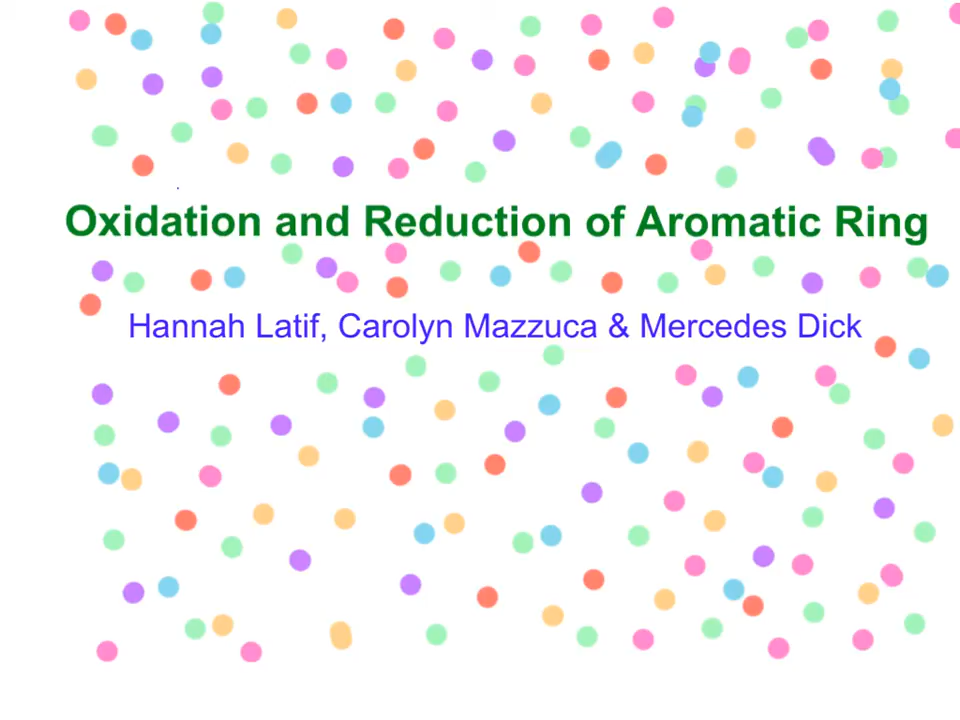 Oxidation and Reduction of Aromatic Ring
Hannah Latif, Carolyn Mazzuca & Mercedes Dick